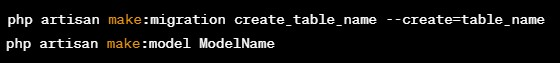 php artisan make:migration create_table_name --create=table_name
php artisan make:model ModelName